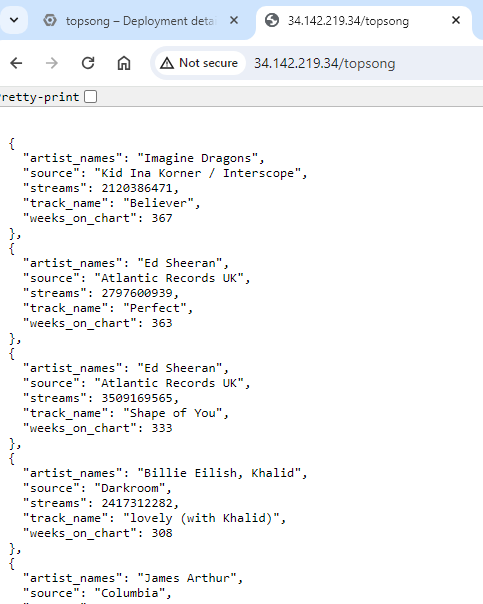 topsong – Deployment detai
34.142.219.34/topsong
Not secure
34.142.219.34/topsong
Pretty-print
{
"artist_names": "Imagine Dragons",
"source": "Kid Ina Korner / Interscope",
"streams": 2120386471,
"track_name": "Believer",
"weeks_on_chart": 367
},
{
"artist_names": "Ed Sheeran",
"source": "Atlantic Records UK",
"streams": 2797600939,
"track_name": "Perfect",
"weeks_on_chart": 363
},
{
"artist_names": "Ed Sheeran",
"source": "Atlantic Records UK",
"streams": 3509169565,
"track_name": "Shape of You",
"weeks_on_chart": 333
},
{
"artist_names": "Billie Eilish, Khalid",
"source": "Darkroom",
"streams": 2417312282,
"track_name": "lovely (with Khalid)",
"weeks_on_chart": 308
},
{
"artist_names": "James Arthur",
"source": "Columbia",